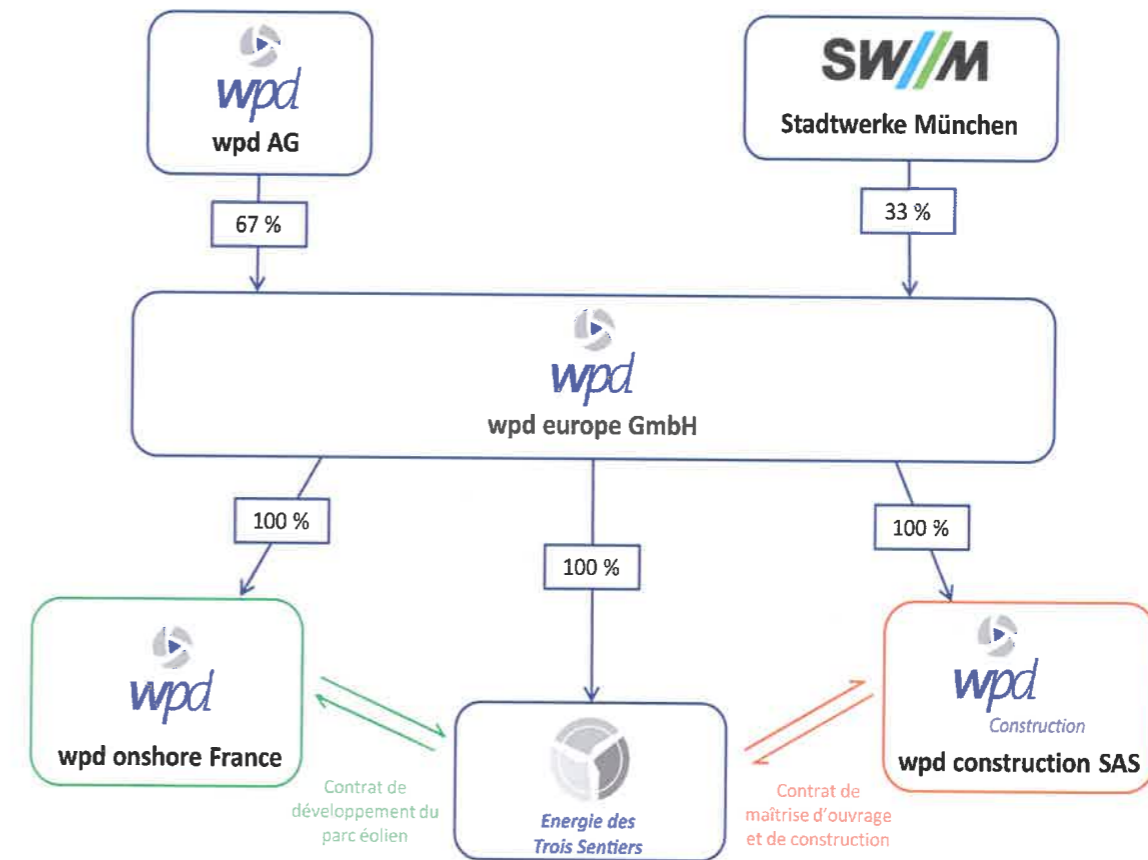 wpd
wpd AG
SW//M
Stadtwerke München
67 %
33 %
wpd
wpd europe GmbH
100 %
100 %
100 %
wpd
wpd onshore France
Contrat de
développement du
parc éolien
Energie des
Trois Sentiers
Contrat de
maîtrise d'ouvrage
et de construction
wpd
Construction
wpd construction SAS